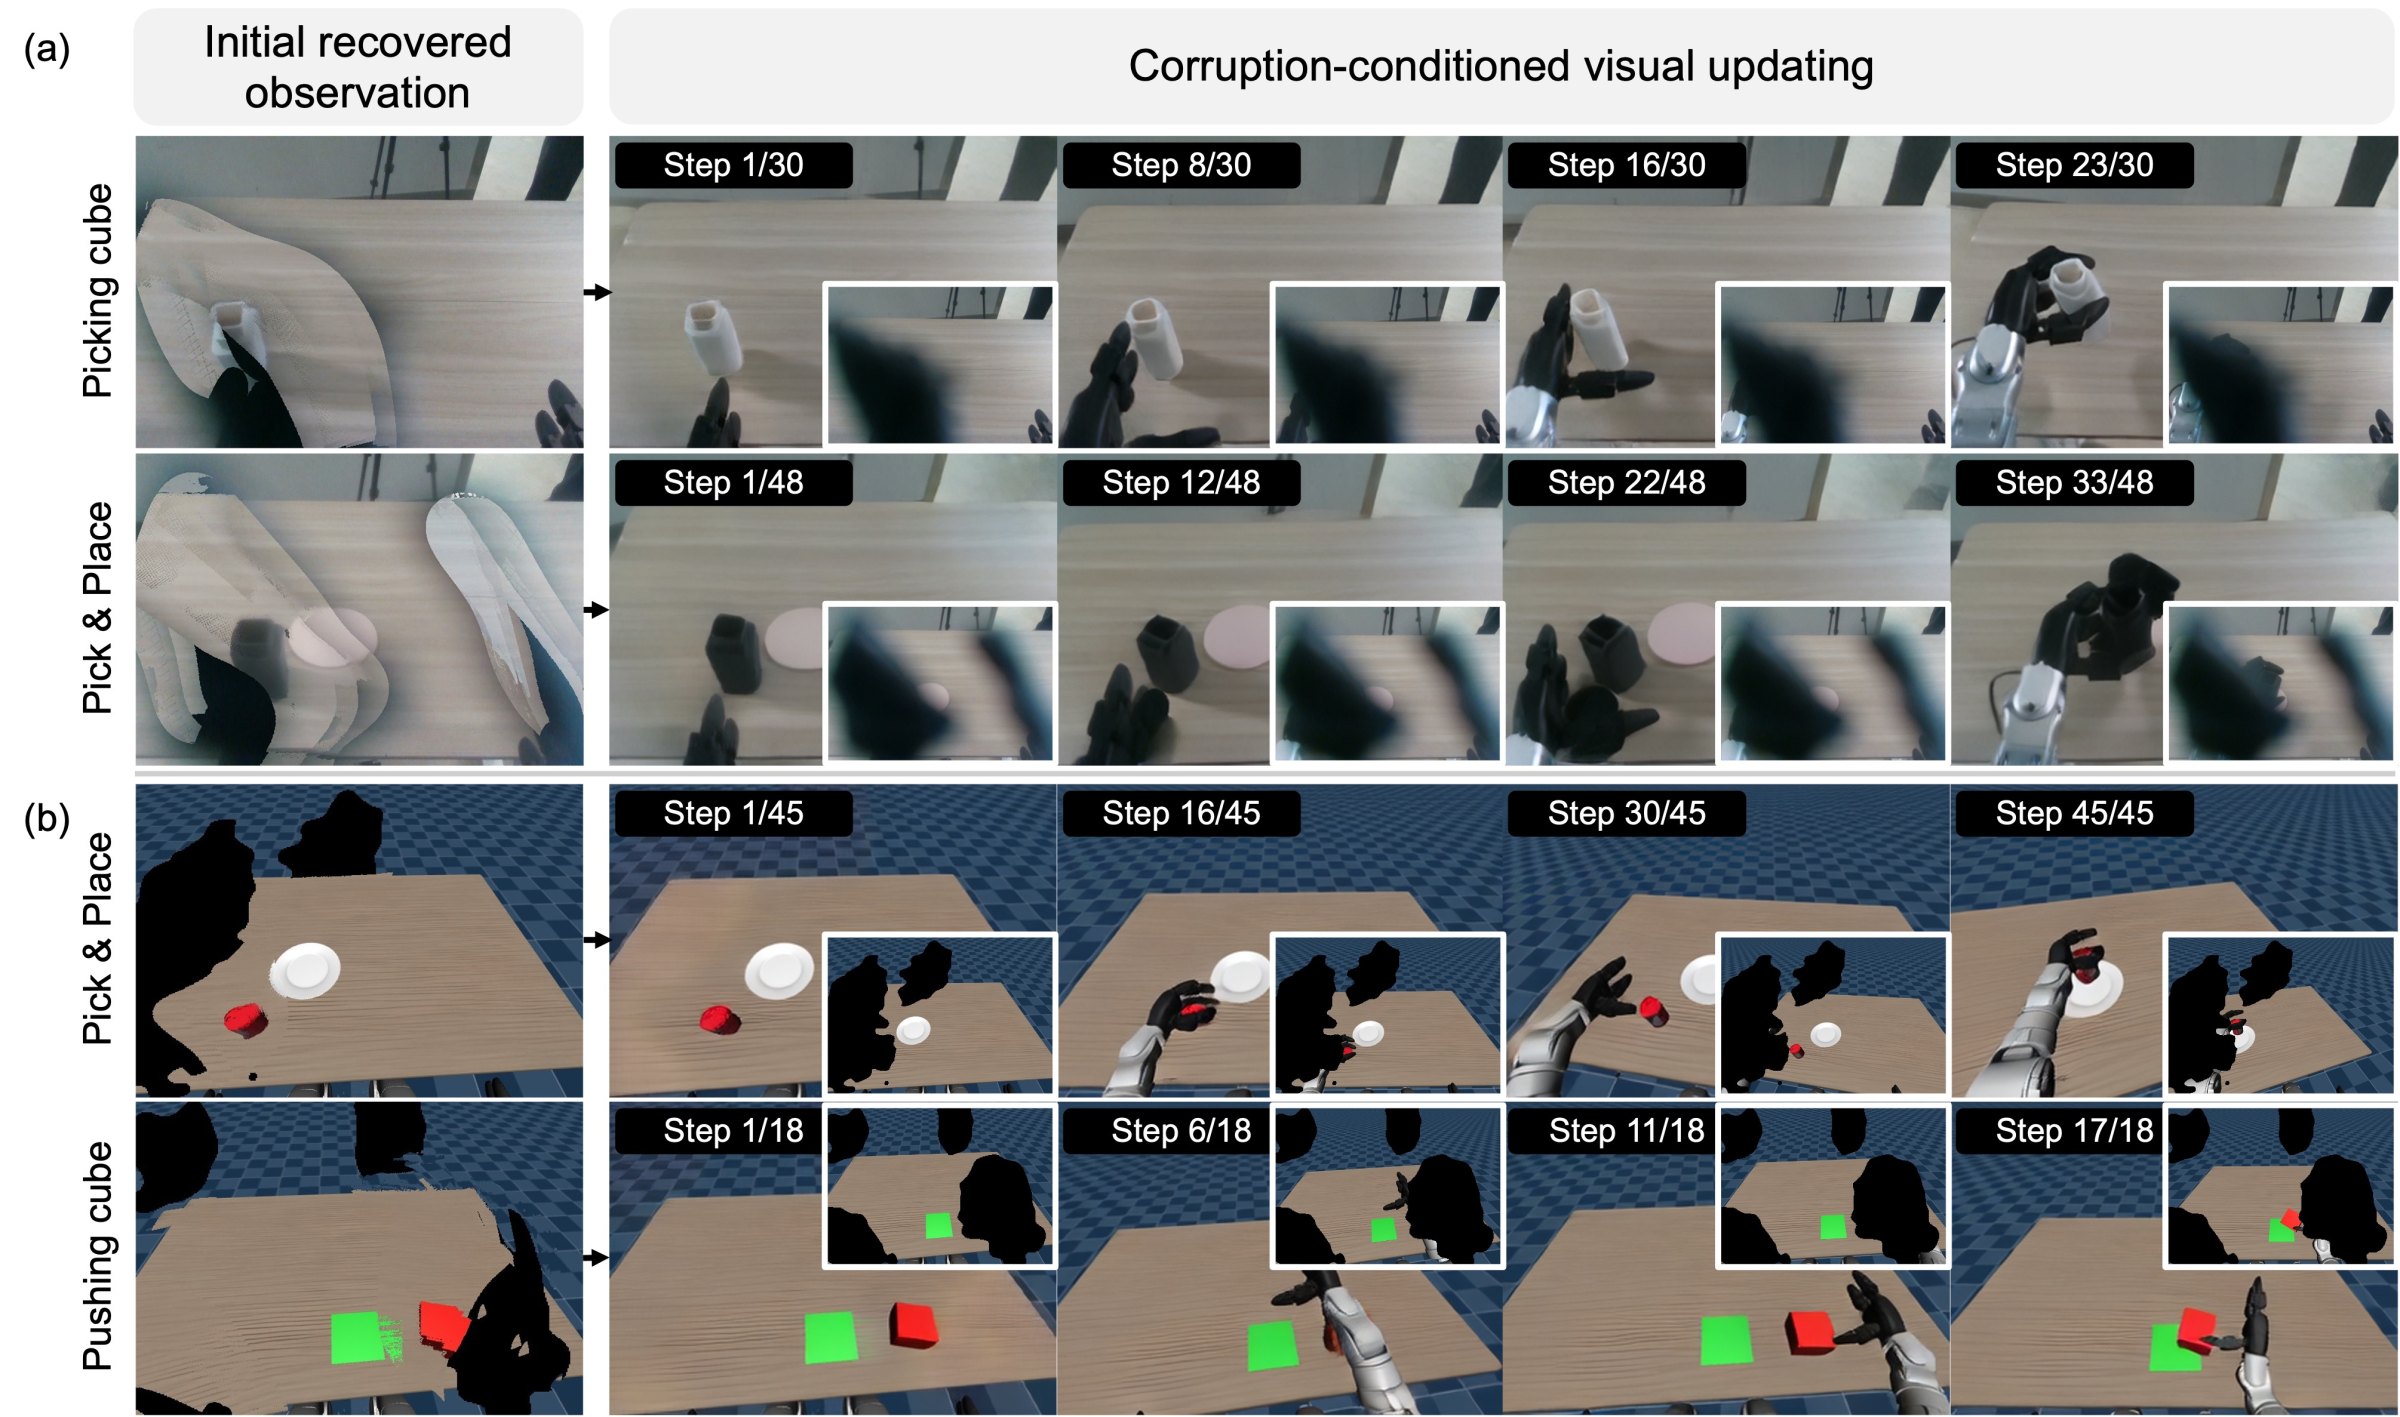 (a)
Initial recovered
observation
Corruption-conditioned visual updating
Picking cube
Step 1/30
Step 8/30
Step 16/30
Step 23/30
Pick & Place
Step 1/48
Step 12/48
Step 22/48
Step 33/48
(b)
Pick & Place
Step 1/45
Step 16/45
Step 30/45
Step 45/45
Pushing cube
Step 1/18
Step 6/18
Step 11/18
Step 17/18